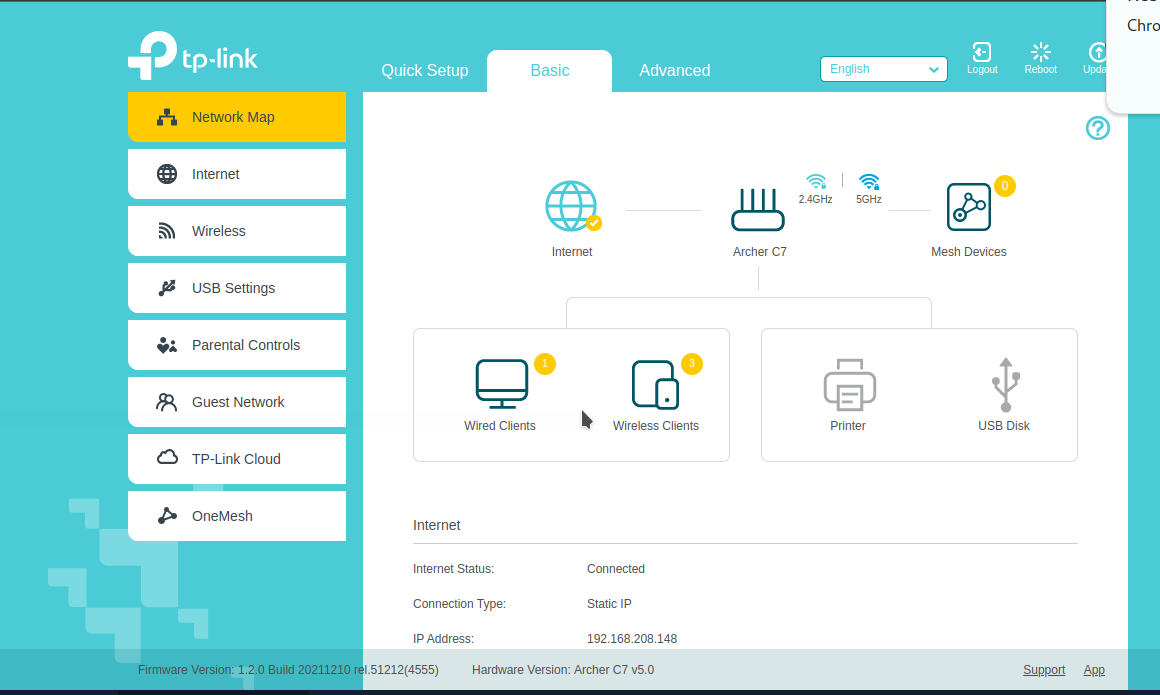 Chro
tp-link
Quick Setup
Basic
Advanced
English
Logout
Reboot
Upda
Network Map
Internet
Wireless
USB Settings
Parental Controls
Guest Network
TP-Link Cloud
OneMesh
2.4GHz
5GHz
0
Internet
Archer C7
Mesh Devices
1
3
Wired Clients
Wireless Clients
Printer
USB Disk
Internet
Internet Status: Connected
Connection Type: Static IP
IP Address: 192.168.208.148
Firmware Version: 1.2.0 Build 20211210 rel.51212(4555) Hardware Version: Archer C7 v5.0 Support App